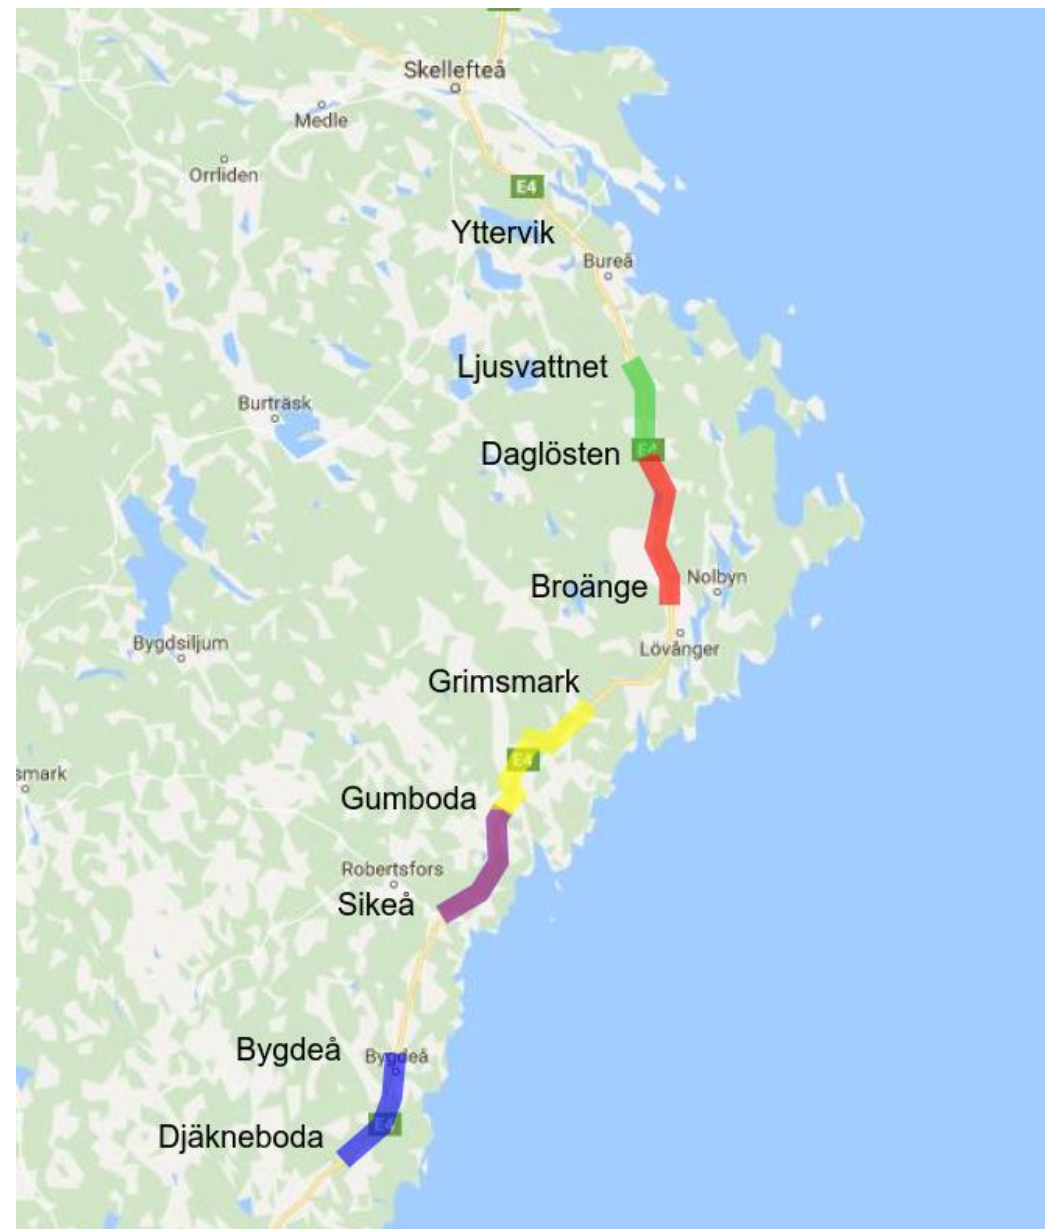 Skellefteå
Medle
Orrliden
E4
Yttervik
Bureå
Ljusvattnet
Burträsk
Daglösten
E4
Nolbyn
Broänge
Bygdsiljum
Lövånger
Grimsmark
E4
smark
Gumboda
Robertsfors
Sikeå
Bygdeå
Bygdeå
E4
Djäkneboda